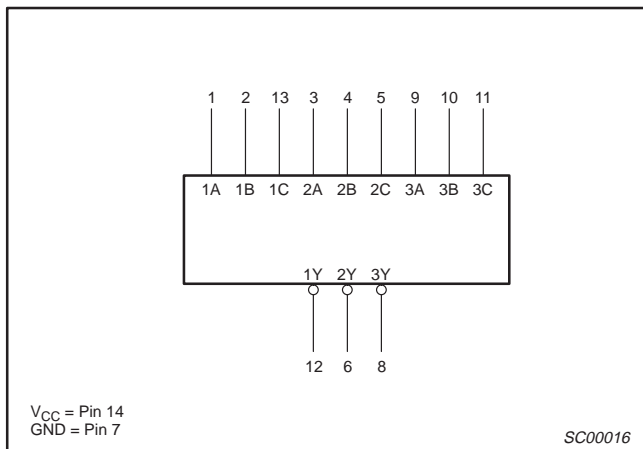 1 2 13 3 4 5 9 10 11
1A 1B 1C 2A 2B 2C 3A 3B 3C
1Y 2Y 3Y
12 6 8
VCC = Pin 14
GND = Pin 7
SC00016